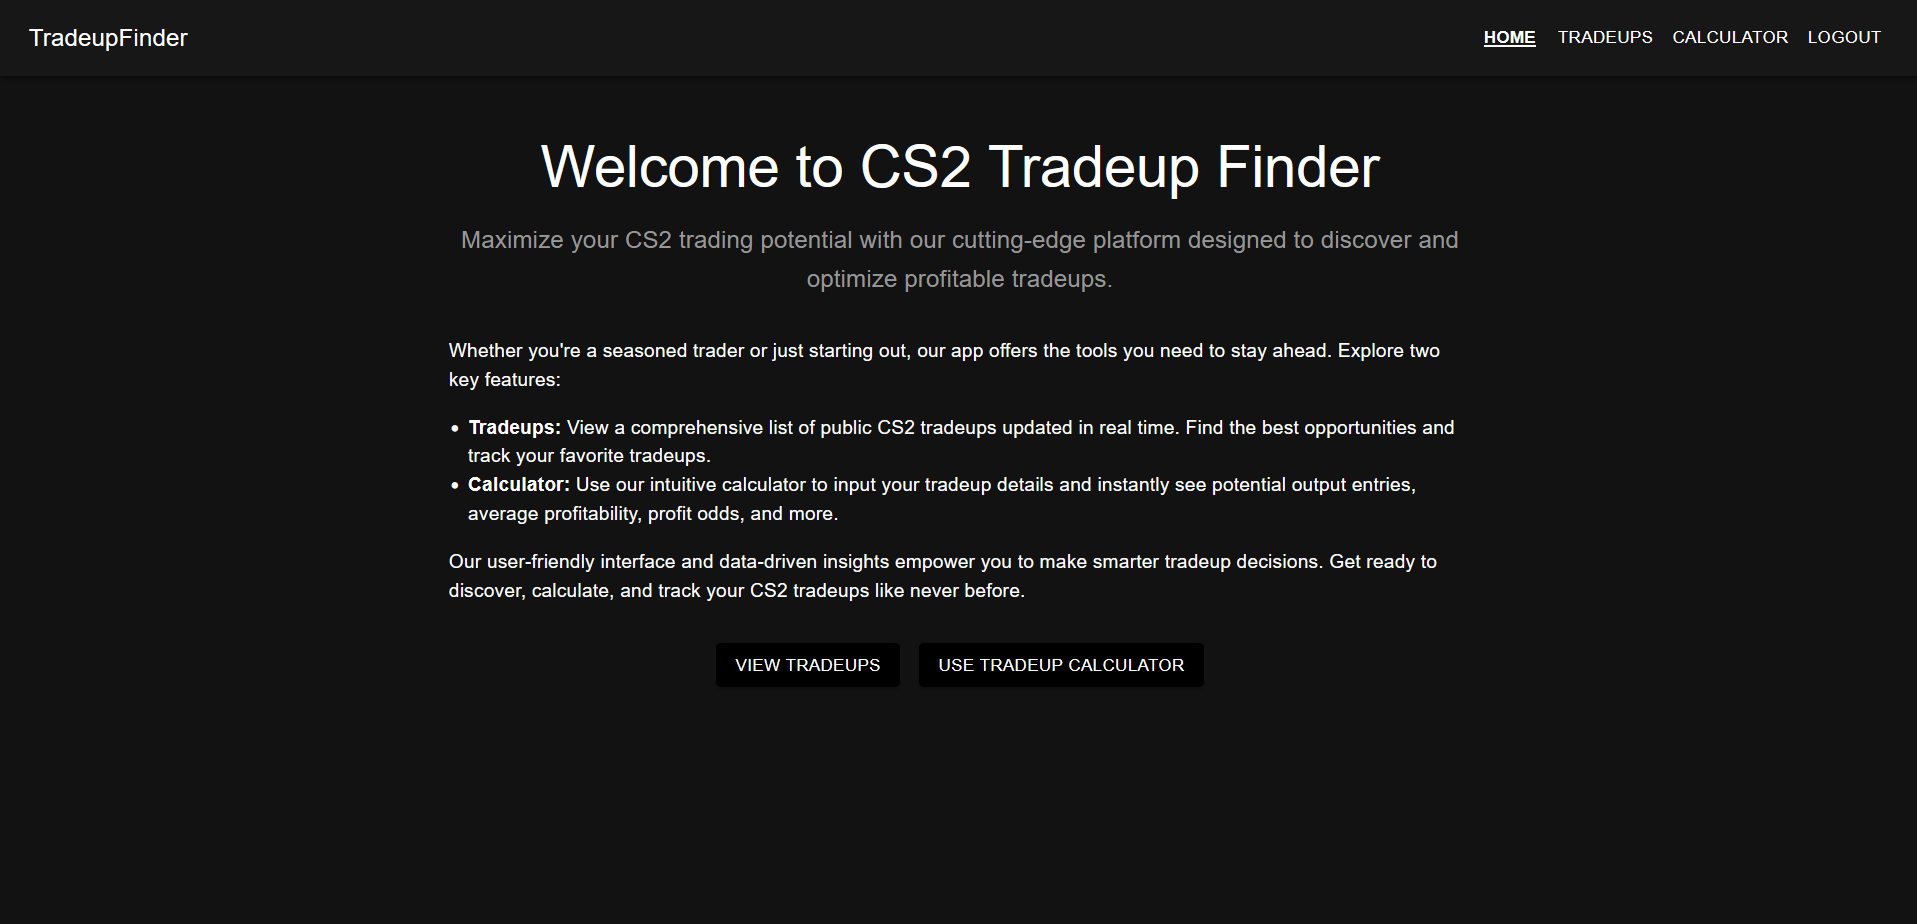 TradeupFinder
HOME TRADEUPS CALCULATOR LOGOUT
Welcome to CS2 Tradeup Finder
Maximize your CS2 trading potential with our cutting-edge platform designed to discover and
optimize profitable tradeups.
Whether you're a seasoned trader or just starting out, our app offers the tools you need to stay ahead. Explore two
key features:
• Tradeups: View a comprehensive list of public CS2 tradeups updated in real time. Find the best opportunities and
track your favorite tradeups.
• Calculator: Use our intuitive calculator to input your tradeup details and instantly see potential output entries,
average profitability, profit odds, and more.
Our user-friendly interface and data-driven insights empower you to make smarter tradeup decisions. Get ready to
discover, calculate, and track your CS2 tradeups like never before.
VIEW TRADEUPS USE TRADEUP CALCULATOR